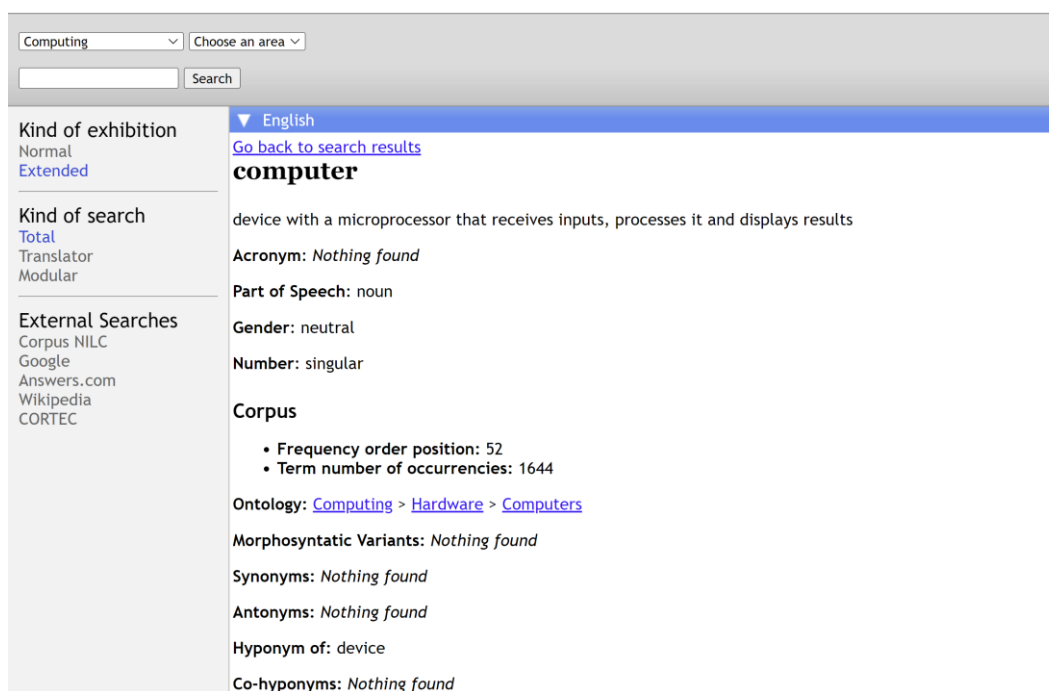 Computing Choose an area
Search
Kind of exhibition
Normal
Extended
Kind of search
Total
Translator
Modular
External Searches
Corpus NILC
Google
Answers.com
Wikipedia
CORTEC
▼ English
Go back to search results
computer
device with a microprocessor that receives inputs, processes it and displays results
Acronym: Nothing found
Part of Speech: noun
Gender: neutral
Number: singular
Corpus
• Frequency order position: 52
• Term number of occurrencies: 1644
Ontology: Computing > Hardware > Computers
Morphosyntatic Variants: Nothing found
Synonyms: Nothing found
Antonyms: Nothing found
Hyponym of: device
Co-hyponyms: Nothing found